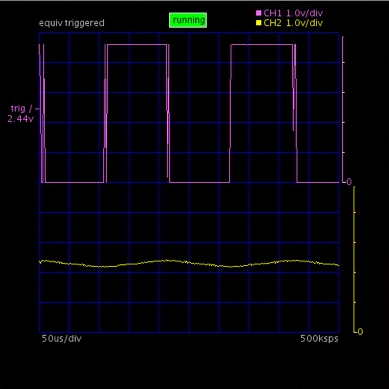 equiv triggered
running
CH1 1.0v/div
CH2 1.0v/div
trig /
2.44v
0
0
50us/div
500ksps